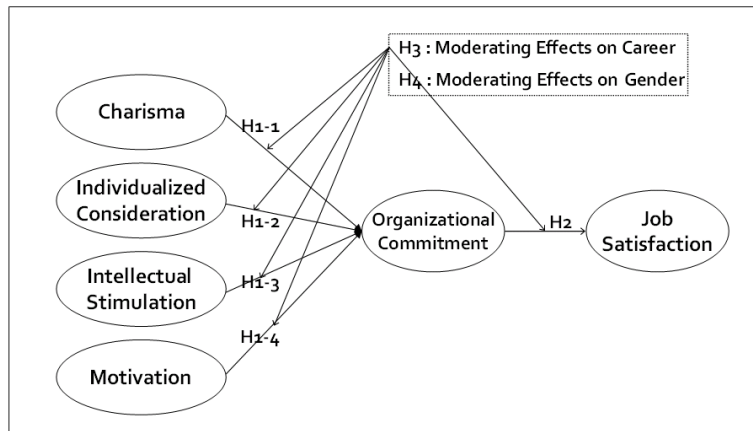 H3 : Moderating Effects on Career
H4 : Moderating Effects on Gender
Charisma
H1-1
Individualized
Consideration
H1-2
Organizational
Commitment
H2
Job
Satisfaction
Intellectual
Stimulation
H1-3
H1-4
Motivation